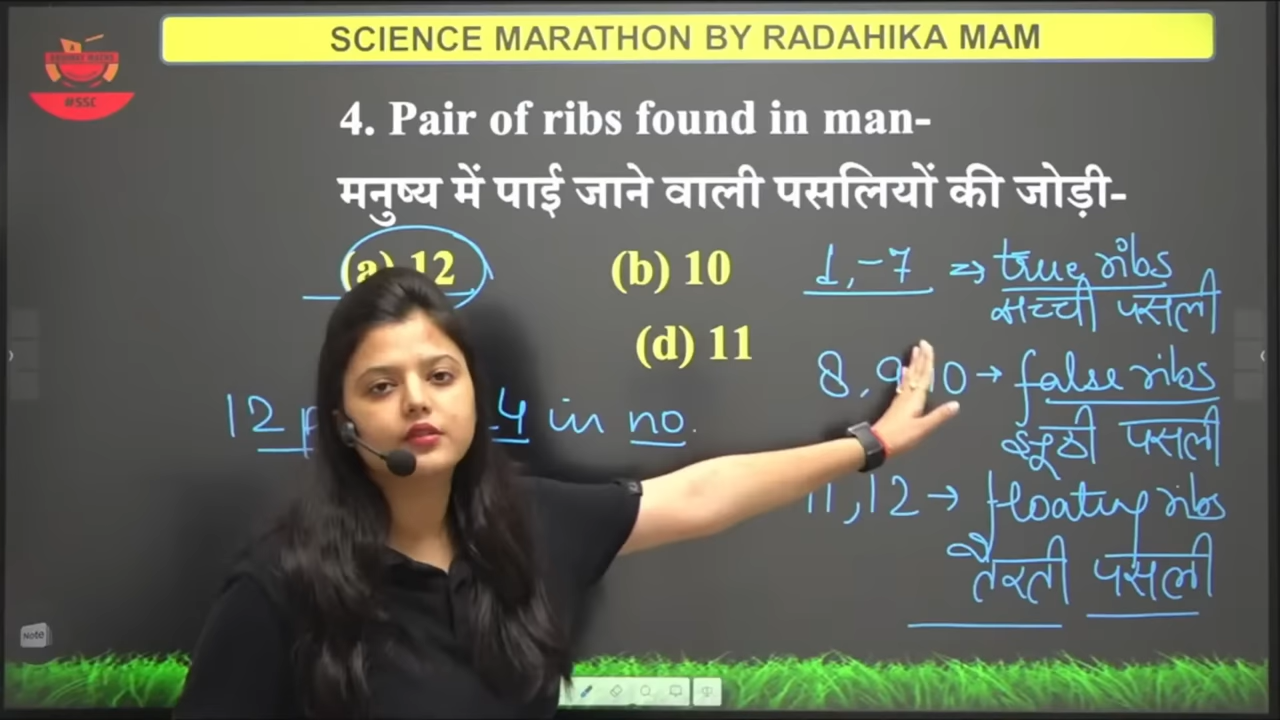 SCIENCE MARATHON BY RADAHIKA MAM
#SSC
4. Pair of ribs found in man-
मनुष्य में पाई जाने वाली पसलियों की जोड़ी-
(a) 12 (b) 10
(d) 11
1,-7 ⇒ true ribs
सच्ची पसली
8, 9, 10 → false ribs
झूठी पसली
12 in no.
11,12 → floating ribs
तैरती पसली
Note